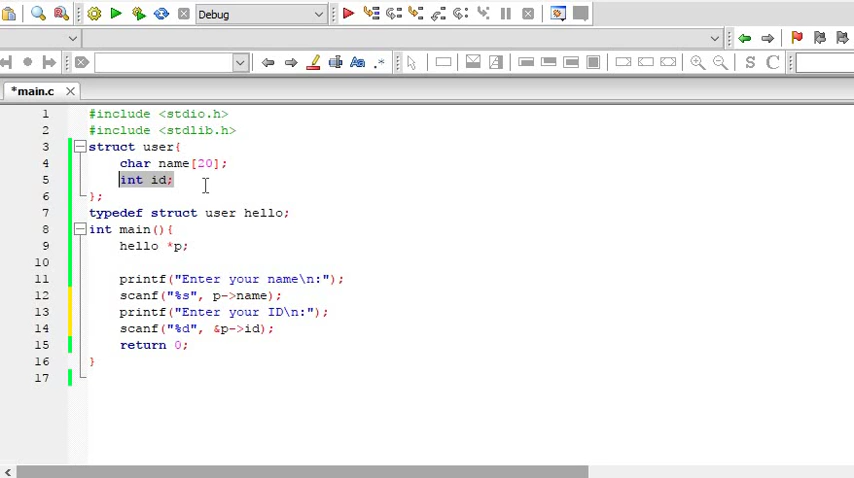 Debug
Aa .*
S C
*main.c
1 #include <stdio.h>
2 #include <stdlib.h>
3 struct user{
4 char name[20];
5 int id;
6 };
7 typedef struct user hello;
8 int main(){
9 hello *p;
10
11 printf("Enter your name\n:");
12 scanf("%s", p->name);
13 printf("Enter your ID\n:");
14 scanf("%d", &p->id);
15 return 0;
16 }
17